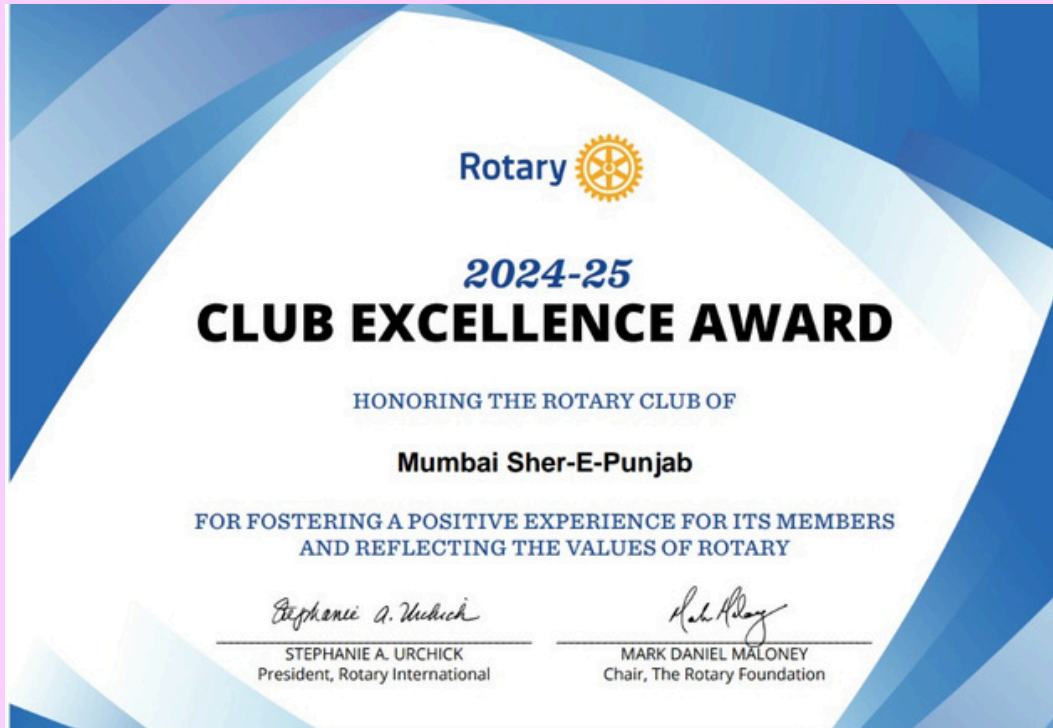 Rotary
2024-25
CLUB EXCELLENCE AWARD
HONORING THE ROTARY CLUB OF
Mumbai Sher-E-Punjab
FOR FOSTERING A POSITIVE EXPERIENCE FOR ITS MEMBERS
AND REFLECTING THE VALUES OF ROTARY
Stephanie A. Urchick
Mark Maloney
STEPHANIE A. URCHICK
President, Rotary International
MARK DANIEL MALONEY
Chair, The Rotary Foundation